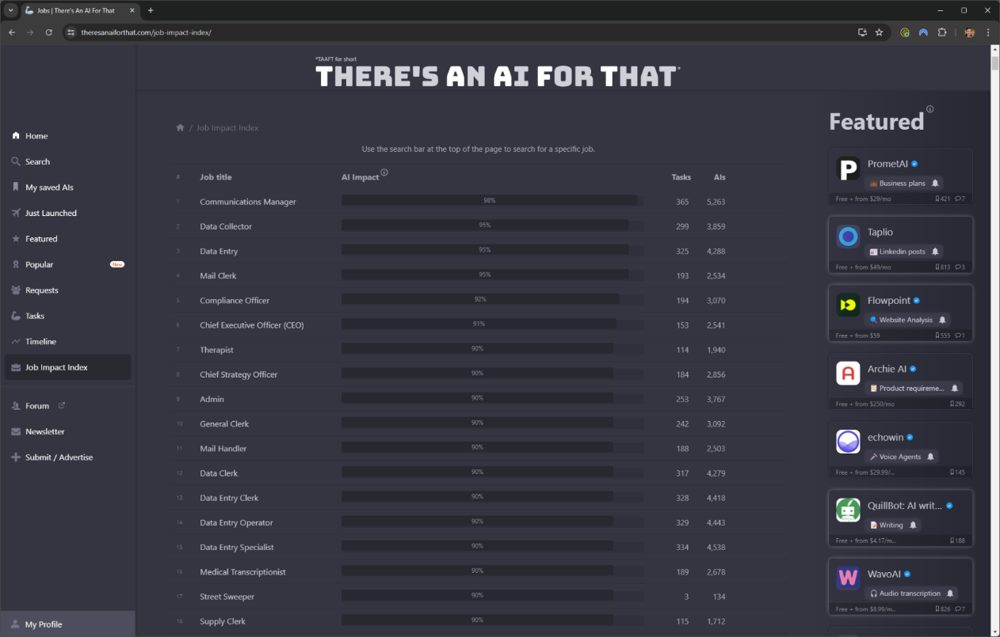 Jobs | There's An AI For That
theresanaiforthat.com/job-impact-index/
*TAAFT for short
THERE'S AN AI FOR THAT*
Home
Search
My saved AIs
Just Launched
Featured
Popular New
Requests
Tasks
Timeline
Job Impact Index
Forum
Newsletter
Submit / Advertise
My Profile
/ Job Impact Index
Use the search bar at the top of the page to search for a specific job.
# Job title AI Impact Tasks AIs
1 Communications Manager 98% 365 5,263
2 Data Collector 95% 299 3,859
3 Data Entry 95% 325 4,288
4 Mail Clerk 95% 193 2,534
5 Compliance Officer 92% 194 3,070
6 Chief Executive Officer (CEO) 91% 153 2,541
7 Therapist 90% 114 1,940
8 Chief Strategy Officer 90% 184 2,856
9 Admin 90% 253 3,767
10 General Clerk 90% 242 3,092
11 Mail Handler 90% 188 2,503
12 Data Clerk 90% 317 4,279
13 Data Entry Clerk 90% 328 4,418
14 Data Entry Operator 90% 329 4,443
15 Data Entry Specialist 90% 334 4,538
16 Medical Transcriptionist 90% 189 2,678
17 Street Sweeper 90% 3 134
18 Supply Clerk 90% 115 1,712
Featured
PrometAI
Business plans
Free + from $29/mo 421 7
Taplio
Linkedin posts
Free + from $49/mo 813 3
Flowpoint
Website Analysis
Free + from $59 555 1
Archie AI
Product requireme...
Free + from $250/mo 292
echowin
Voice Agents
Free + from $29.99/... 145
QuillBot: AI writ...
Writing
Free + from $4.17/m... 188
WavoAI
Audio transcription
Free + from $8.99/m... 826 7